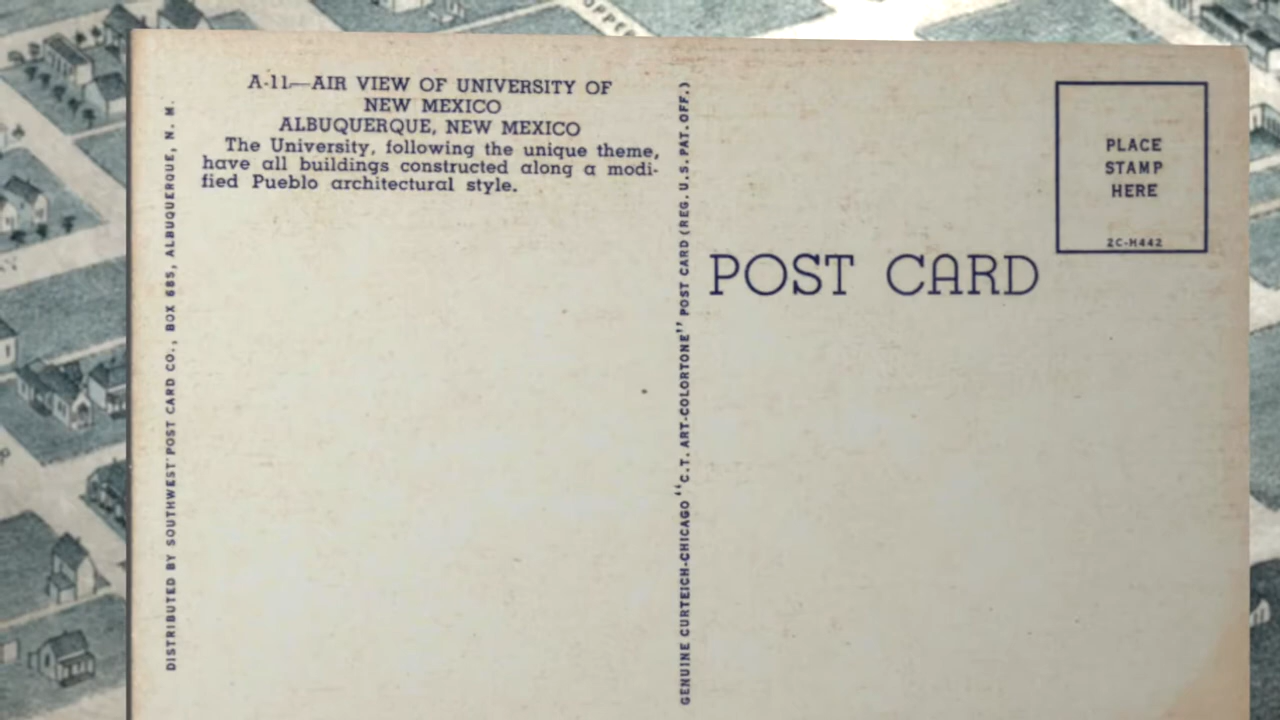 OPPE
A-11—AIR VIEW OF UNIVERSITY OF
NEW MEXICO
ALBUQUERQUE, NEW MEXICO
The University, following the unique theme,
have all buildings constructed along a modi-
fied Pueblo architectural style.
DISTRIBUTED BY SOUTHWEST POST CARD CO., BOX 685, ALBUQUERQUE, N. M.
GENUINE CURTEICH-CHICAGO "C.T. ART-COLORTONE" POST CARD (REG. U.S. PAT. OFF.)
POST CARD
PLACE
STAMP
HERE
2C-H442